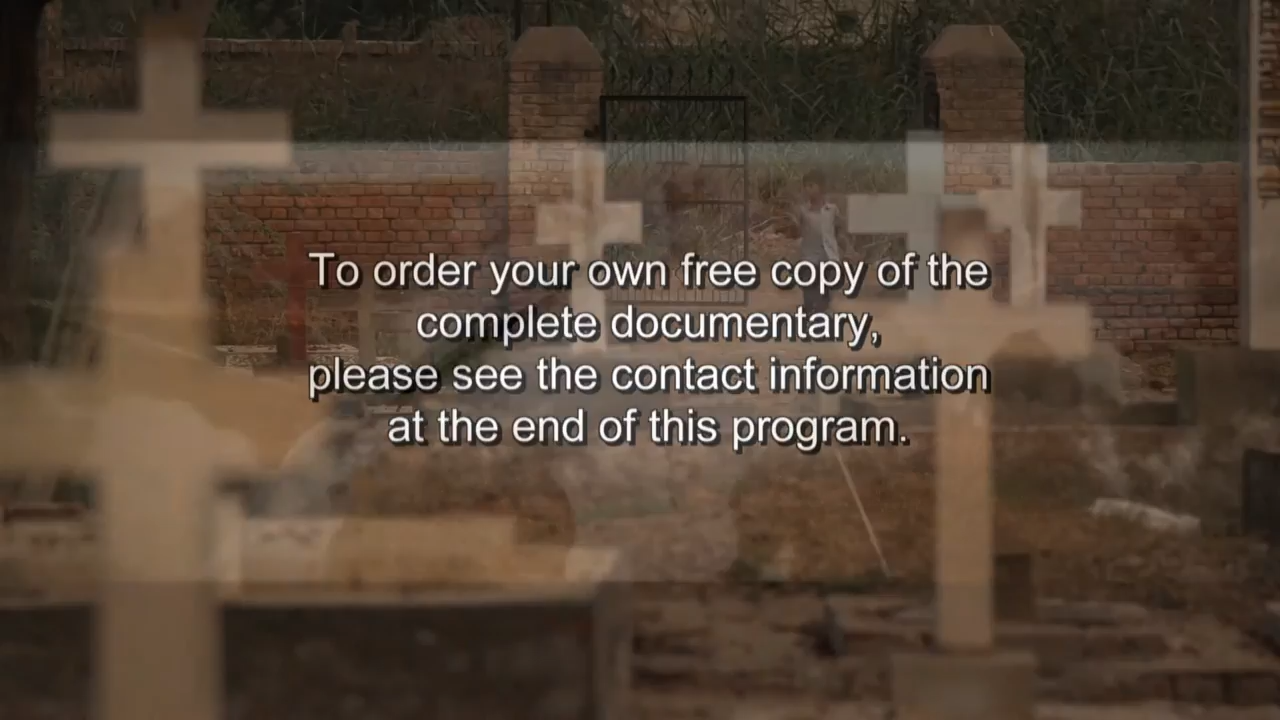 To order your own free copy of the
complete documentary,
please see the contact information
at the end of this program.